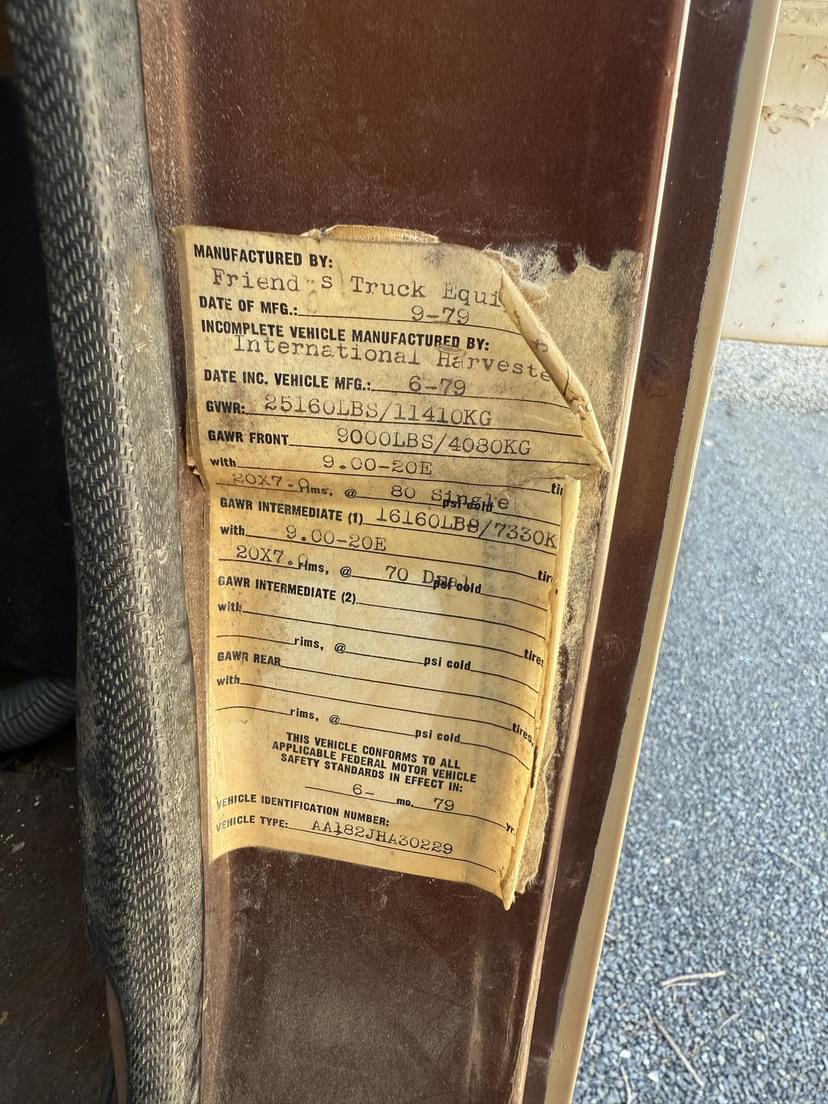 MANUFACTURED BY:
Friend's Truck Equi
DATE OF MFG.: 9-79
INCOMPLETE VEHICLE MANUFACTURED BY:
International Harveste
DATE INC. VEHICLE MFG.: 6-79
GVWR: 25160LBS/11410KG
GAWR FRONT 9000LBS/4080KG
with 9.00-20E tir
20X7.0 rims, @ 80 Single psi cold
GAWR INTERMEDIATE (1) 16160LBS/7330K
with 9.00-20E tir
20X7.0 rims, @ 70 Dual psi cold
GAWR INTERMEDIATE (2)
with tires
rims, @ psi cold
GAWR REAR
with tires
rims, @ psi cold
THIS VEHICLE CONFORMS TO ALL
APPLICABLE FEDERAL MOTOR VEHICLE
SAFETY STANDARDS IN EFFECT IN:
6- mo. 79 yr.
VEHICLE IDENTIFICATION NUMBER:
VEHICLE TYPE: AA182JHA30229